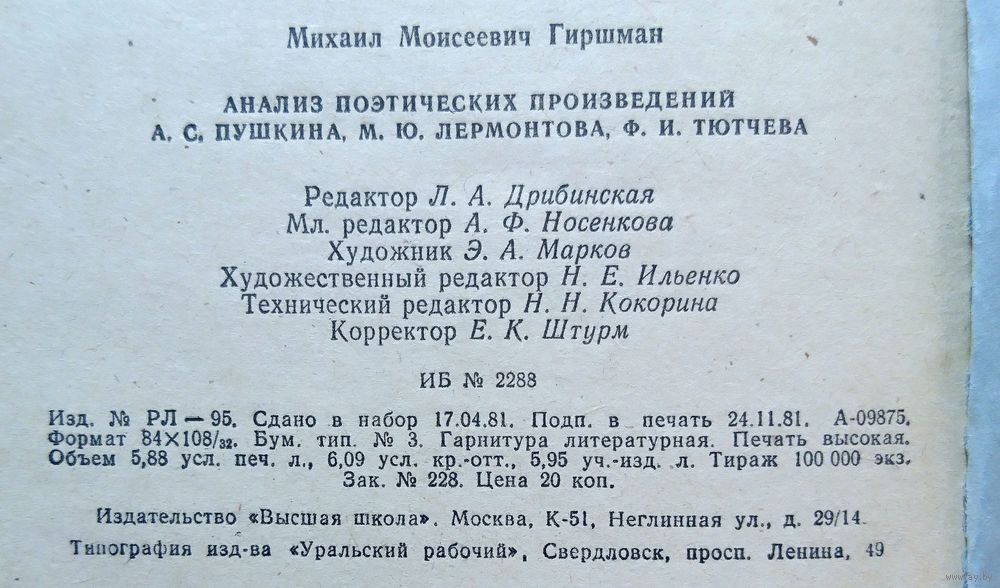 Михаил Моисеевич Гиршман
АНАЛИЗ ПОЭТИЧЕСКИХ ПРОИЗВЕДЕНИЙ
А. С. ПУШКИНА, М. Ю. ЛЕРМОНТОВА, Ф. И. ТЮТЧЕВА
Редактор Л. А. Дрибинская
Мл. редактор А. Ф. Носенкова
Художник Э. А. Марков
Художественный редактор Н. Е. Ильенко
Технический редактор Н. Н. Кокорина
Корректор Е. К. Штурм
ИБ № 2288
Изд. № РЛ — 95. Сдано в набор 17.04.81. Подп. в печать 24.11.81. А-09875.
Формат 84×108/32. Бум. тип. № 3. Гарнитура литературная. Печать высокая.
Объем 5,88 усл. печ. л., 6,09 усл. кр.-отт., 5,95 уч.-изд. л. Тираж 100 000 экз.
Зак. № 228. Цена 20 коп.
Издательство «Высшая школа». Москва, К-51, Неглинная ул., д. 29/14
Типография изд-ва «Уральский рабочий», Свердловск, просп. Ленина, 49
www.ay.by